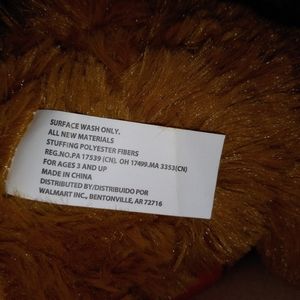 SURFACE WASH ONLY.
ALL NEW MATERIALS
STUFFING POLYESTER FIBERS
REG.NO.PA 17539 (CN). OH 17499.MA 3353(CN)
FOR AGES 3 AND UP
MADE IN CHINA
DISTRIBUTED BY/DISTRIBUIDO POR
WALMART INC., BENTONVILLE, AR 72716